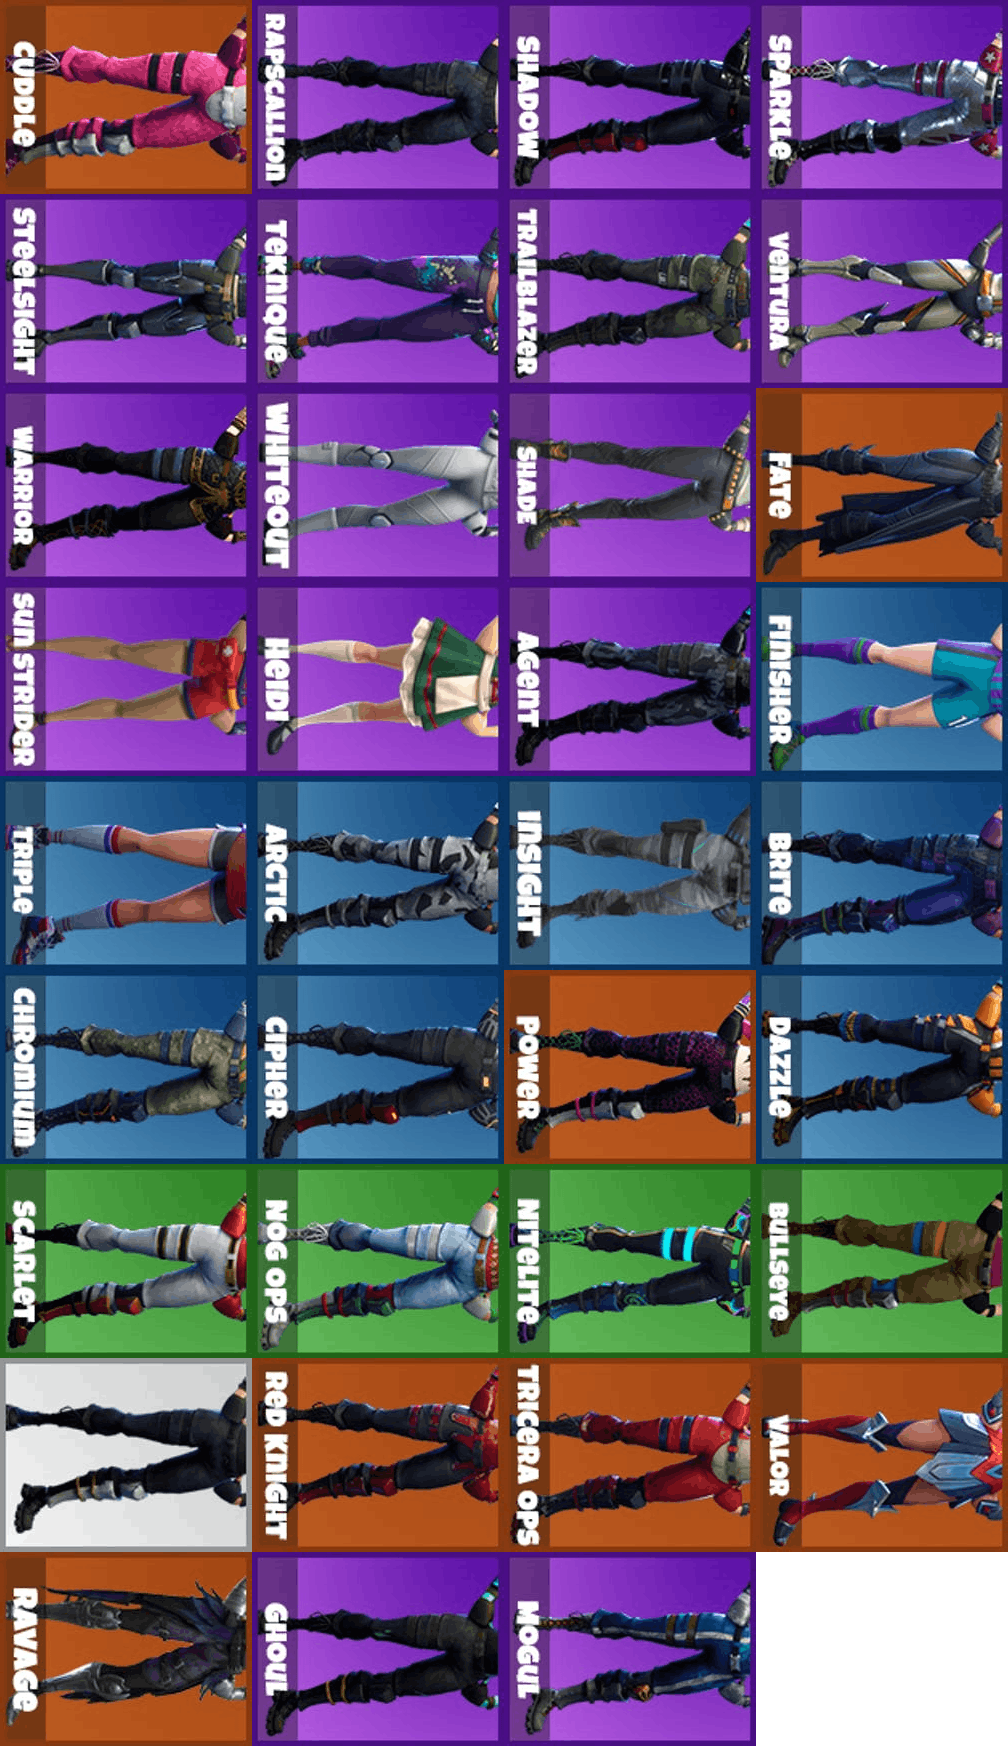 SPARKLE
VENTURA
FATE
FINISHER
BRITE
DAZZLE
BULLSEYE
VALOR
SHADOW
TRAILBLAZER
SHADE
AGENT
INSIGHT
POWER
NITELITE
TRICERA OPS
MOGUL
RAPSCALLION
TEKNIQUE
WHITEOUT
HEIDI
ARCTIC
CIPHER
NOG OPS
RED KNIGHT
GHOUL
CUDDLE
STEELSIGHT
WARRIOR
SUN STRIDER
TRIPLE
CHROMIUM
SCARLET
RAVAGE